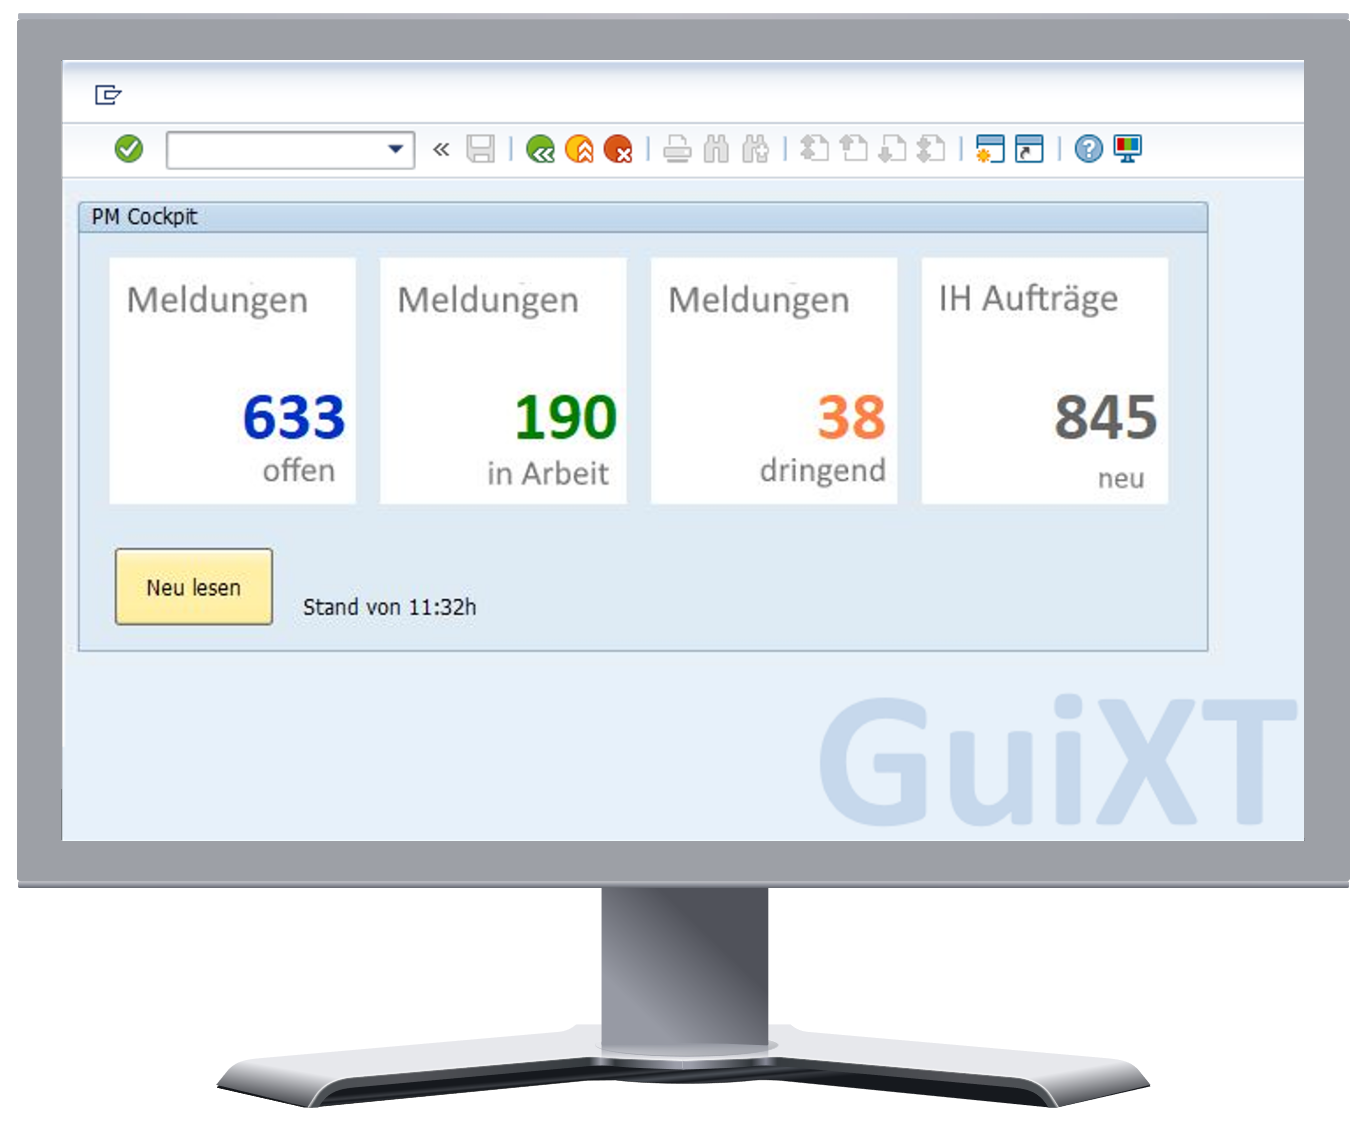 PM Cockpit
Meldungen
633
offen
Meldungen
190
in Arbeit
Meldungen
38
dringend
IH Aufträge
845
neu
Neu lesen
Stand von 11:32h
GuiXT